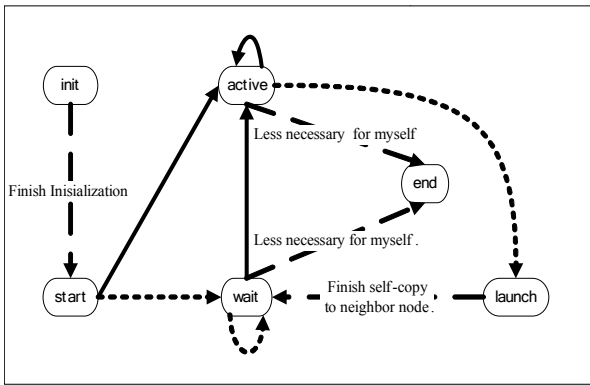 init
active
Less necessary for myself
Finish Inisialization
end
Less necessary for myself .
start
wait
Finish self-copy
to neighbor node .
launch